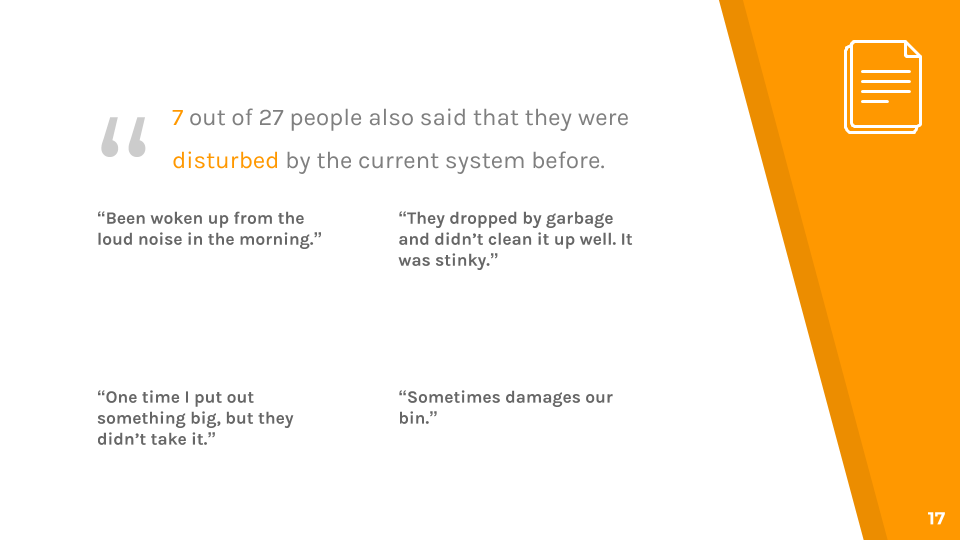 “
7 out of 27 people also said that they were
disturbed by the current system before.
“Been woken up from the
loud noise in the morning.”
“They dropped by garbage
and didn’t clean it up well. It
was stinky.”
“One time I put out
something big, but they
didn’t take it.”
“Sometimes damages our
bin.”
17